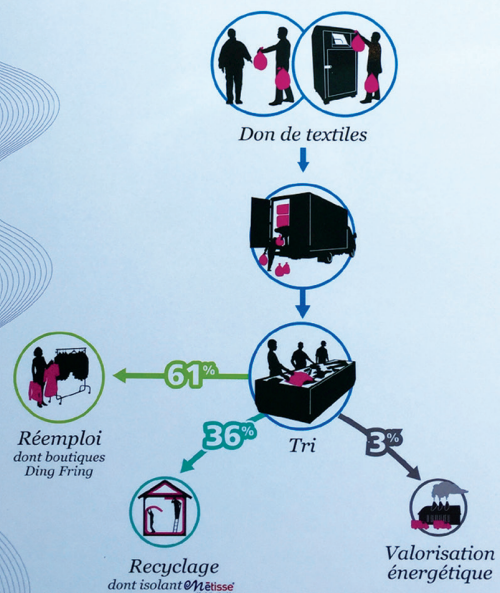 Don de textiles
61%
Réemploi
dont boutiques
Ding Fring
36%
Tri
3%
Recyclage
dont isolant Métisse®
Valorisation
énergétique